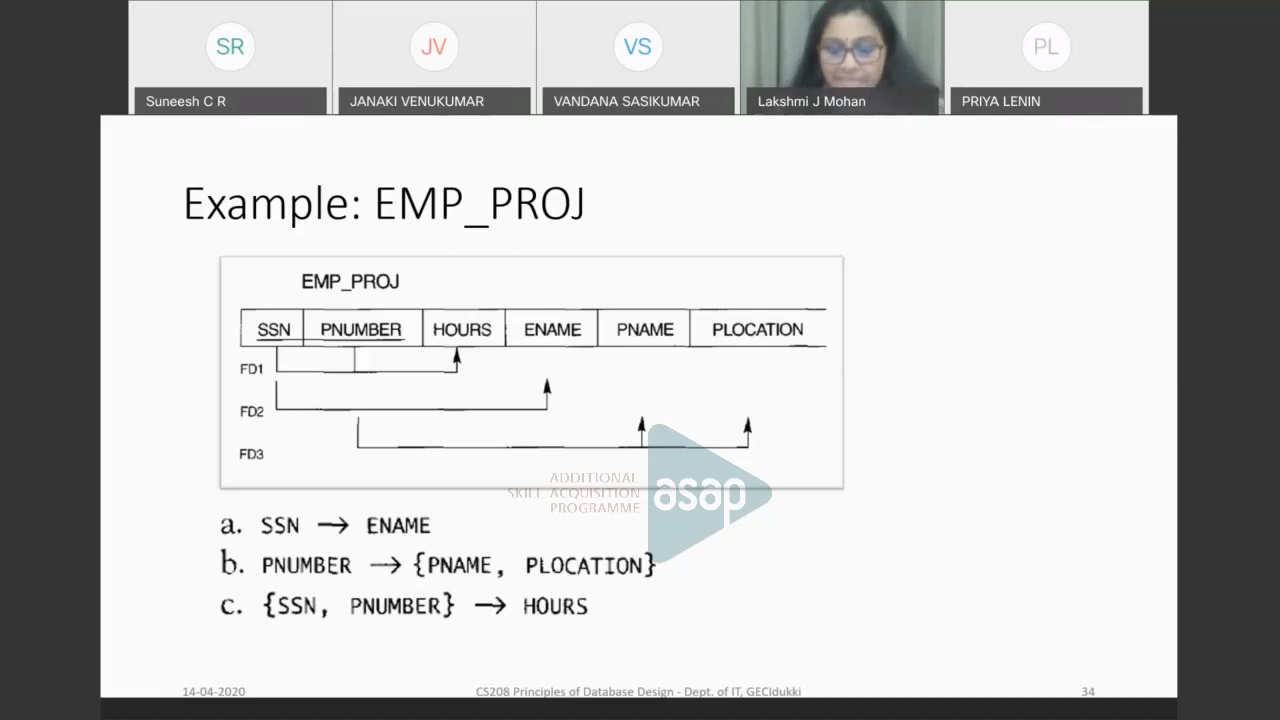 SR
JV
VS
PL
Suneesh C R
JANAKI VENUKUMAR
VANDANA SASIKUMAR
Lakshmi J Mohan
PRIYA LENIN
Example: EMP_PROJ
EMP_PROJ
SSN PNUMBER HOURS ENAME PNAME PLOCATION
FD1
FD2
FD3
ADDITIONAL
SKILL ACQUISITION
PROGRAMME
asap
a. SSN → ENAME
b. PNUMBER → {PNAME, PLOCATION}
c. {SSN, PNUMBER} → HOURS
14-04-2020 CS208 Principles of Database Design - Dept. of IT, GECIdukki 34